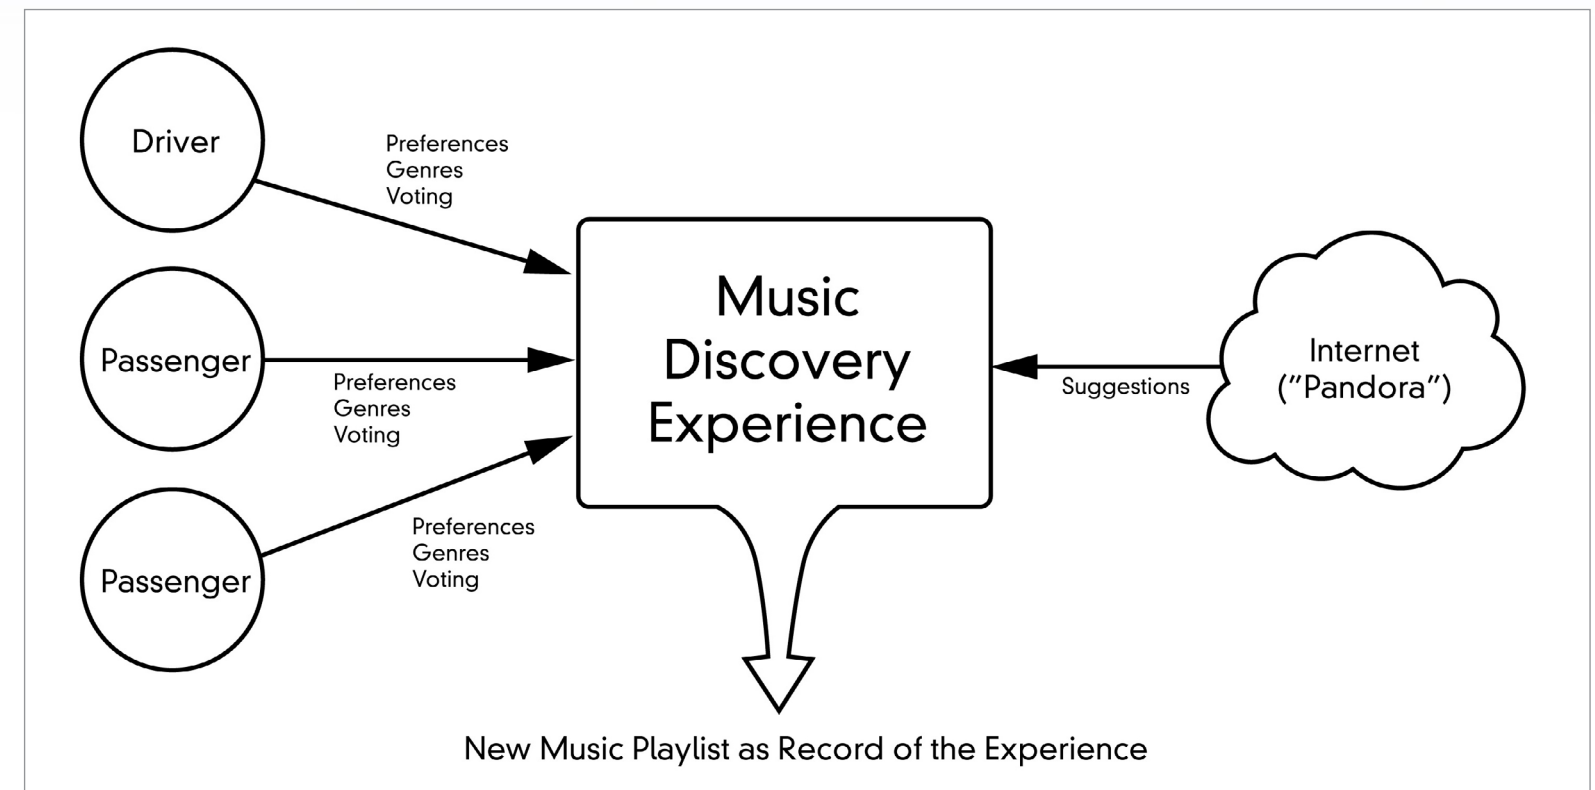 Driver
Preferences
Genres
Voting
Passenger
Preferences
Genres
Voting
Passenger
Preferences
Genres
Voting
Music
Discovery
Experience
Suggestions
Internet
("Pandora")
New Music Playlist as Record of the Experience